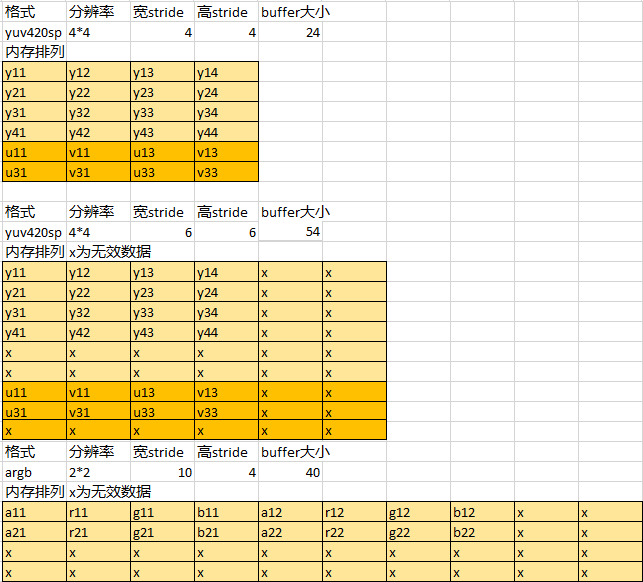 格式 分辨率 宽stride 高stride buffer大小
yuv420sp 4*4 4 4 24
内存排列
y11 y12 y13 y14
y21 y22 y23 y24
y31 y32 y33 y34
y41 y42 y43 y44
u11 v11 u13 v13
u31 v31 u33 v33
格式 分辨率 宽stride 高stride buffer大小
yuv420sp 4*4 6 6 54
内存排列 x为无效数据
y11 y12 y13 y14 x x
y21 y22 y23 y24 x x
y31 y32 y33 y34 x x
y41 y42 y43 y44 x x
x x x x x x
x x x x x x
u11 v11 u13 v13 x x
u31 v31 u33 v33 x x
x x x x x x
格式 分辨率 宽stride 高stride buffer大小
argb 2*2 10 4 40
内存排列 x为无效数据
a11 r11 g11 b11 a12 r12 g12 b12 x x
a21 r21 g21 b21 a22 r22 g22 b22 x x
x x x x x x x x x x
x x x x x x x x x x